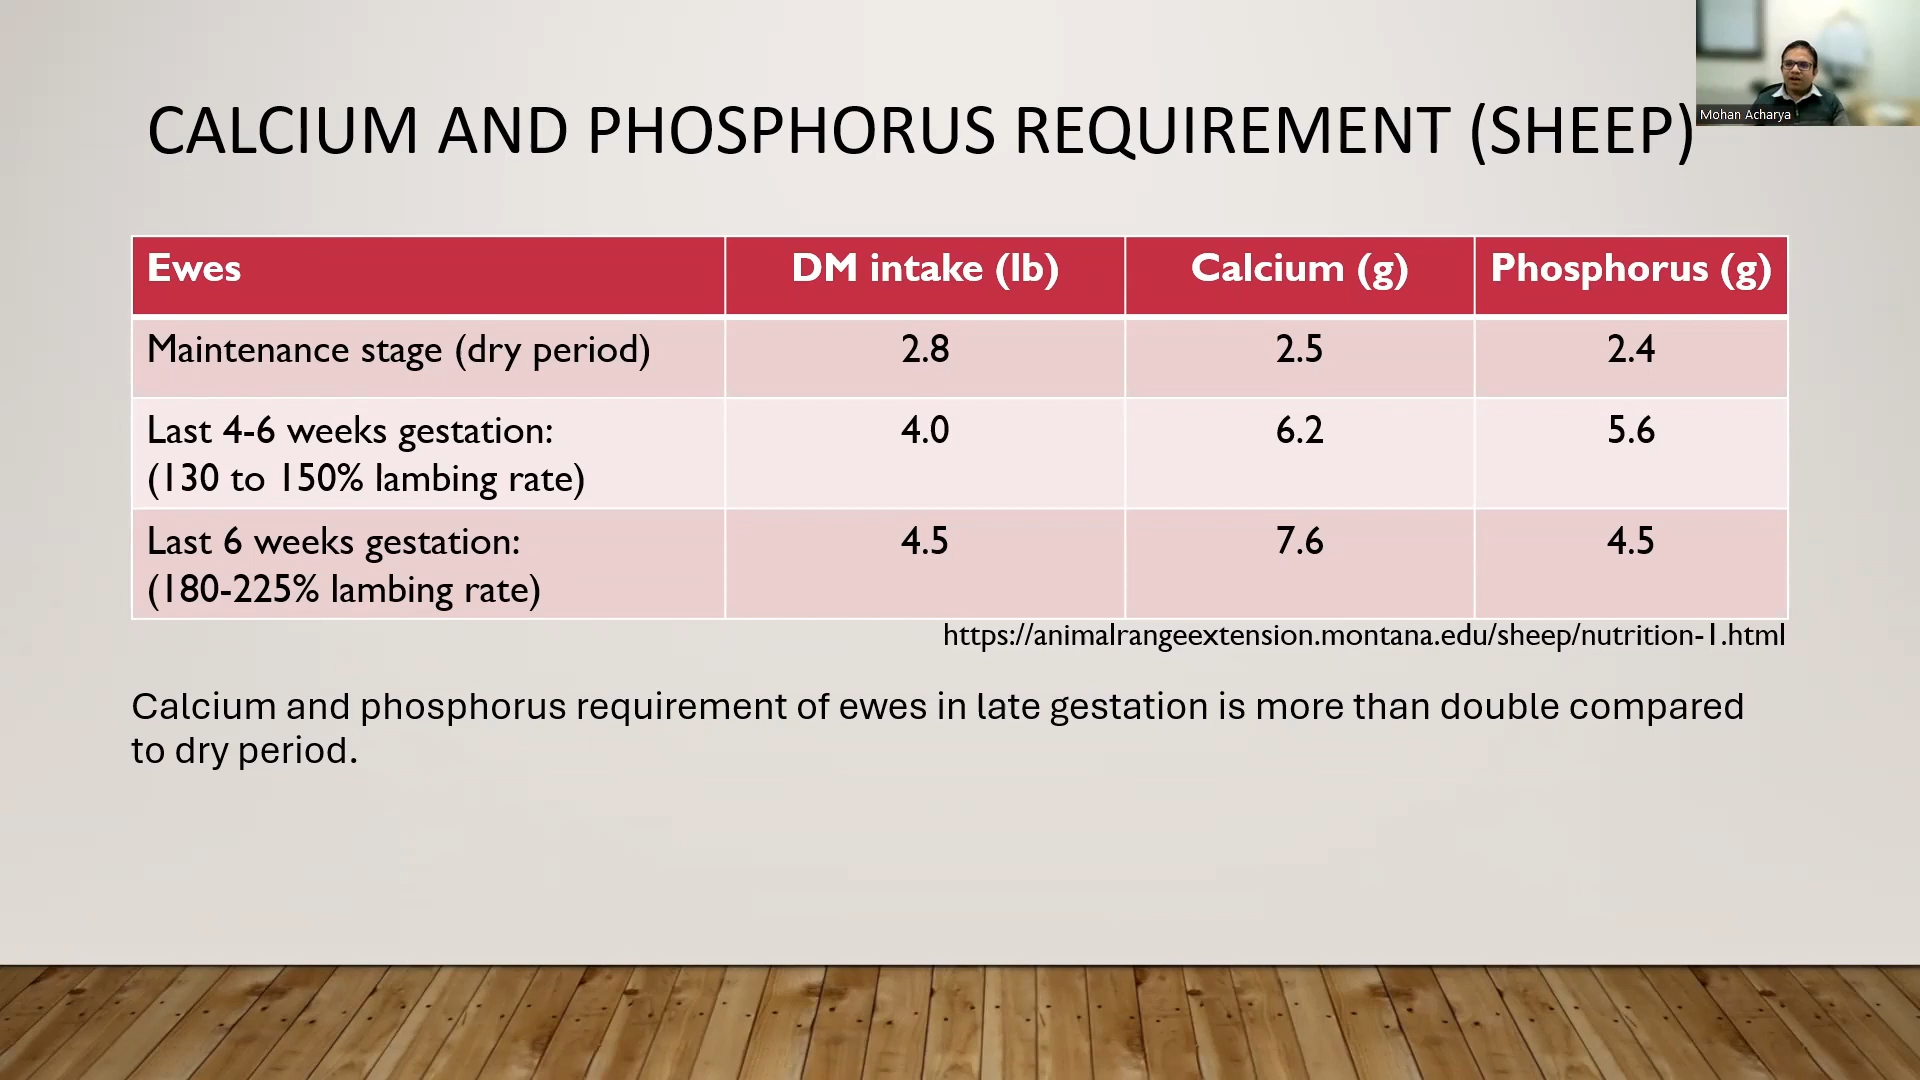 Mohan Acharya
CALCIUM AND PHOSPHORUS REQUIREMENT (SHEEP)
Ewes DM intake (lb) Calcium (g) Phosphorus (g)
Maintenance stage (dry period) 2.8 2.5 2.4
Last 4-6 weeks gestation: 4.0 6.2 5.6
(130 to 150% lambing rate)
Last 6 weeks gestation: 4.5 7.6 4.5
(180-225% lambing rate)
https://animalrangeextension.montana.edu/sheep/nutrition-1.html
Calcium and phosphorus requirement of ewes in late gestation is more than double compared
to dry period.